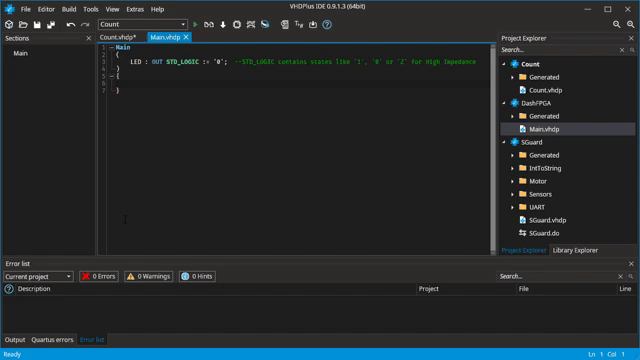 File Editor Build Tools View Extras Help VHDPlus IDE 0.9.1.3 (64bit)
Count
Sections
Main
Count.vhdp* Main.vhdp
1 Main
2 (
3 LED : OUT STD_LOGIC := '0'; --STD_LOGIC contains states like '1', '0' or 'Z' for High Impedance
4 )
5 {
6
7 }
Project Explorer
Search...
Count
Generated
Count.vhdp
DashFPGA
Generated
Main.vhdp
SGuard
Generated
IntToString
Motor
Sensors
UART
SGuard.vhdp
SGuard.do
Project Explorer Library Explorer
Error list
Current project 0 Errors 0 Warnings 0 Hints Search...
Description Project File Line
Output Quartus errors Error list
Ready Ln 1 Col 1